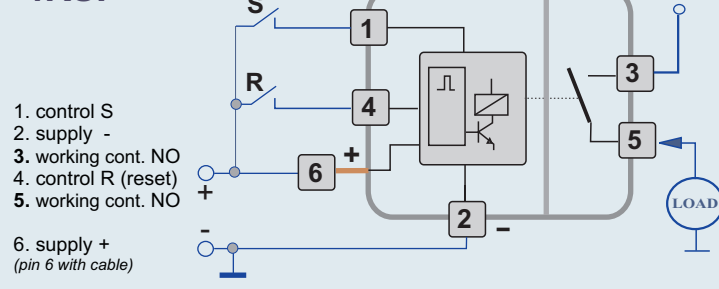 S
1
3
R
4
1. control S
2. supply -
3. working cont. NO
4. control R (reset)
5. working cont. NO
6. supply +
(pin 6 with cable)
+
6
+
5
LOAD
-
2
-